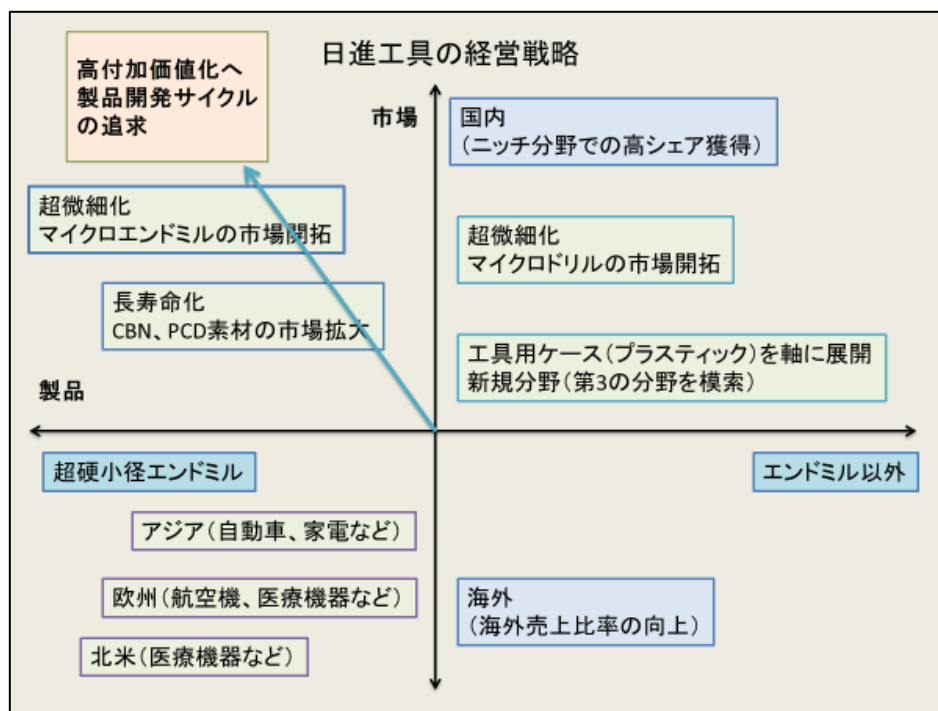 日進工具の経営戦略
高付加価値化へ
製品開発サイクル
の追求
市場
国内
(ニッチ分野での高シェア獲得)
超微細化
マイクロエンドミルの市場開拓
超微細化
マイクロドリルの市場開拓
長寿命化
CBN、PCD素材の市場拡大
工具用ケース(プラスティック)を軸に展開
新規分野(第3の分野を模索)
製品
超硬小径エンドミル
エンドミル以外
アジア(自動車、家電など)
欧州(航空機、医療機器など)
北米(医療機器など)
海外
(海外売上比率の向上)